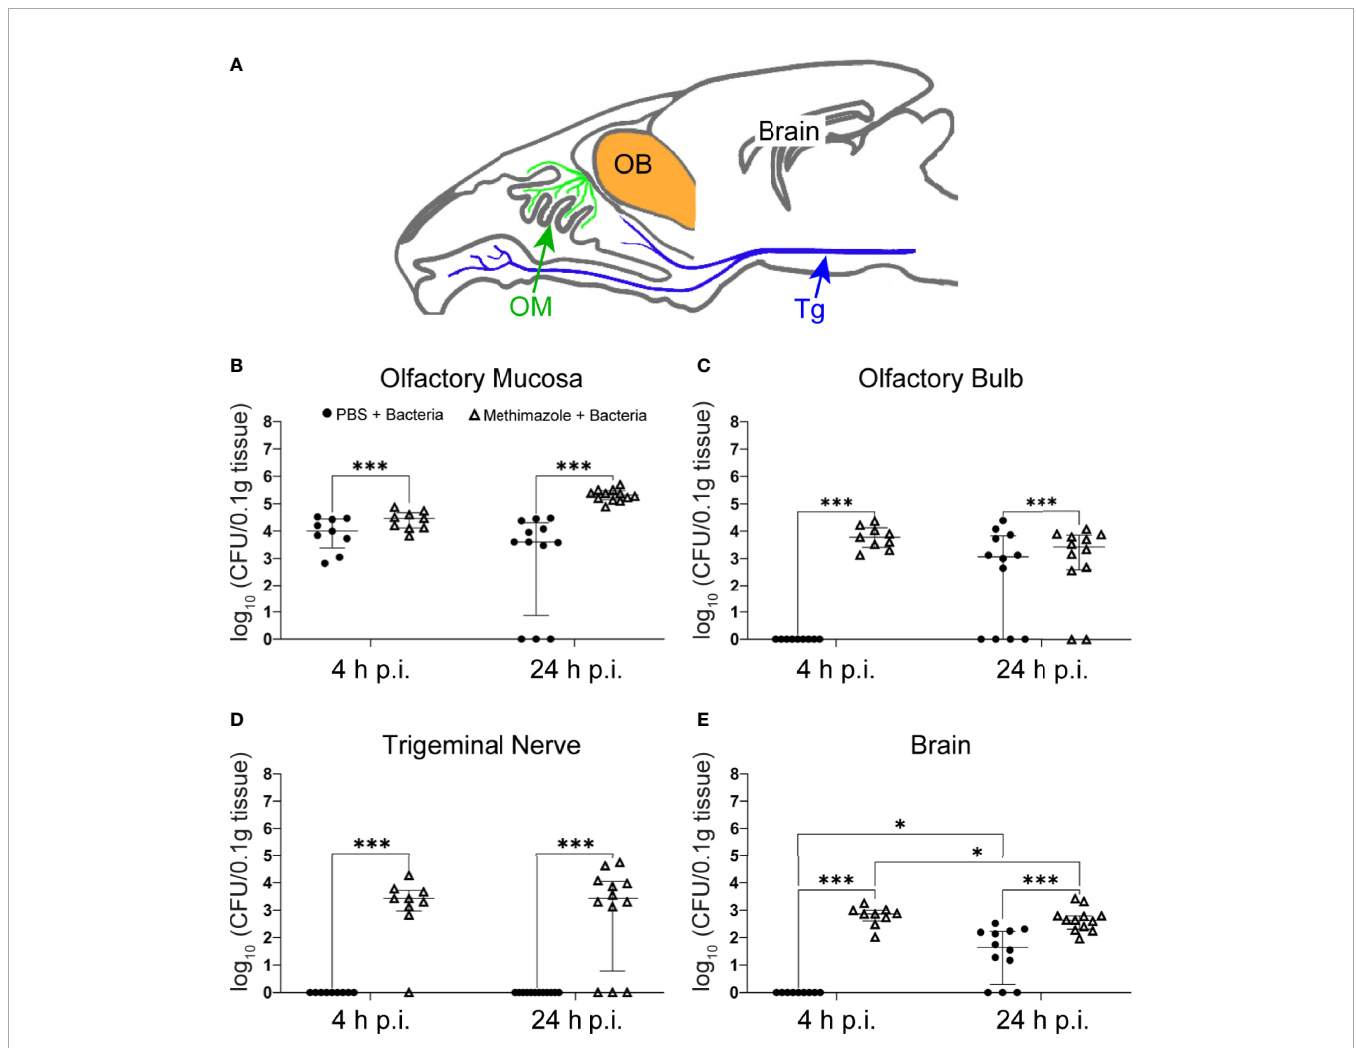 A
Brain
OB
OM
Tg
B
Olfactory Mucosa
● PBS + Bacteria △ Methimazole + Bacteria
log10 (CFU/0.1g tissue)
8
7
6
5
4
3
2
1
0
***
***
4 h p.i.
24 h p.i.
C
Olfactory Bulb
log10 (CFU/0.1g tissue)
8
7
6
5
4
3
2
1
0
***
***
4 h p.i.
24 h p.i.
D
Trigeminal Nerve
log10 (CFU/0.1g tissue)
8
7
6
5
4
3
2
1
0
***
***
4 h p.i.
24 h p.i.
E
Brain
log10 (CFU/0.1g tissue)
8
7
6
5
4
3
2
1
0
*
*
***
***
4 h p.i.
24 h p.i.